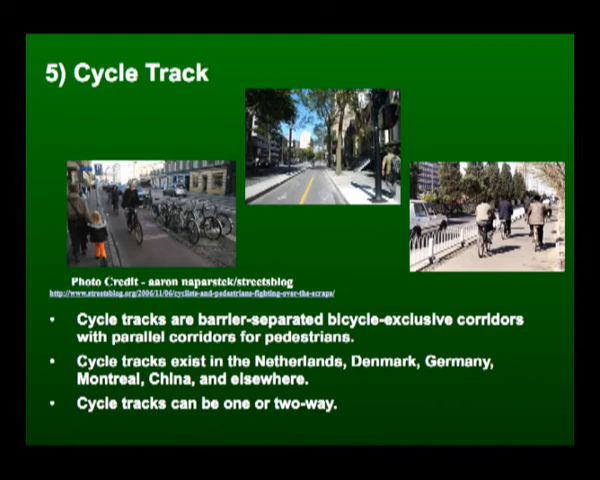 5) Cycle Track
Photo Credit - aaron naparstek/streetsblog
http://www.streetsblog.org/2006/11/06/cyclists-and-pedestrians-fighting-over-the-scraps/
• Cycle tracks are barrier-separated bicycle-exclusive corridors
with parallel corridors for pedestrians.
• Cycle tracks exist in the Netherlands, Denmark, Germany,
Montreal, China, and elsewhere.
• Cycle tracks can be one or two-way.